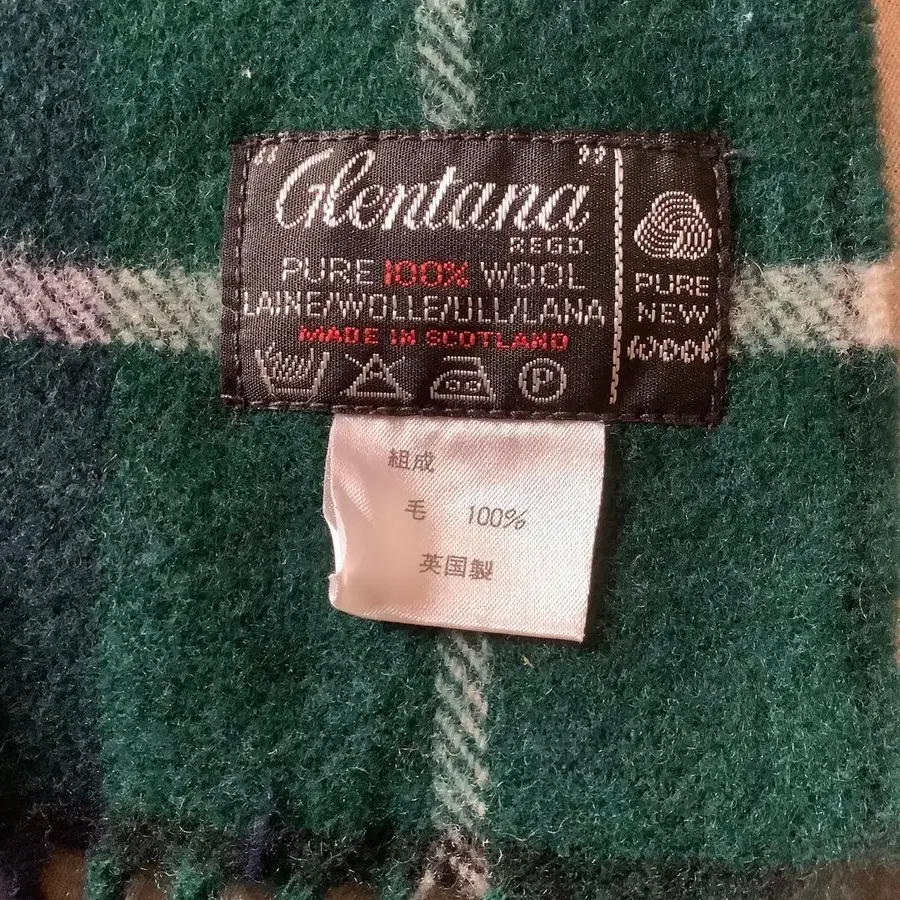 "Glentana"
REGD.
PURE 100% WOOL
LAINE/WOLLE/ULL/LANA
MADE IN SCOTLAND
P
PURE
NEW
WOOL
組成
毛 100%
英国製